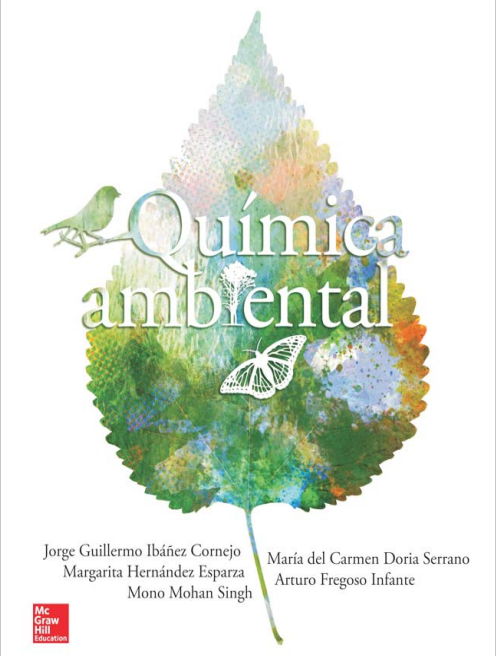 Química
ambiental
Jorge Guillermo Ibáñez Cornejo
Margarita Hernández Esparza
Mono Mohan Singh
María del Carmen Doria Serrano
Arturo Fregoso Infante
Mc
Graw
Hill
Education